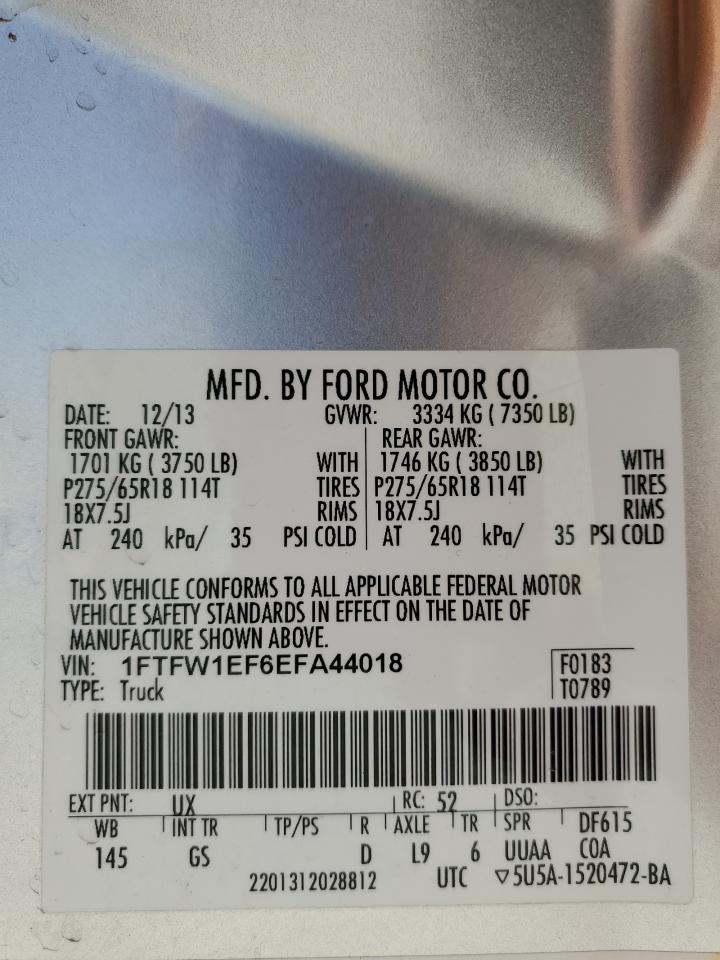 MFD. BY FORD MOTOR CO.
DATE: 12/13 GVWR: 3334 KG ( 7350 LB)
FRONT GAWR: REAR GAWR:
1701 KG ( 3750 LB) WITH 1746 KG ( 3850 LB) WITH
P275/65R18 114T TIRES P275/65R18 114T TIRES
18X7.5J RIMS 18X7.5J RIMS
AT 240 kPa/ 35 PSI COLD AT 240 kPa/ 35 PSI COLD
THIS VEHICLE CONFORMS TO ALL APPLICABLE FEDERAL MOTOR
VEHICLE SAFETY STANDARDS IN EFFECT ON THE DATE OF
MANUFACTURE SHOWN ABOVE.
VIN: 1FTFW1EF6EFA44018 F0183
TYPE: Truck T0789
EXT PNT: UX RC: 52 DSO:
WB INT TR TP/PS R AXLE TR SPR DF615
145 GS D L9 6 UUAA COA
2201312028812 UTC ▽5U5A-1520472-BA